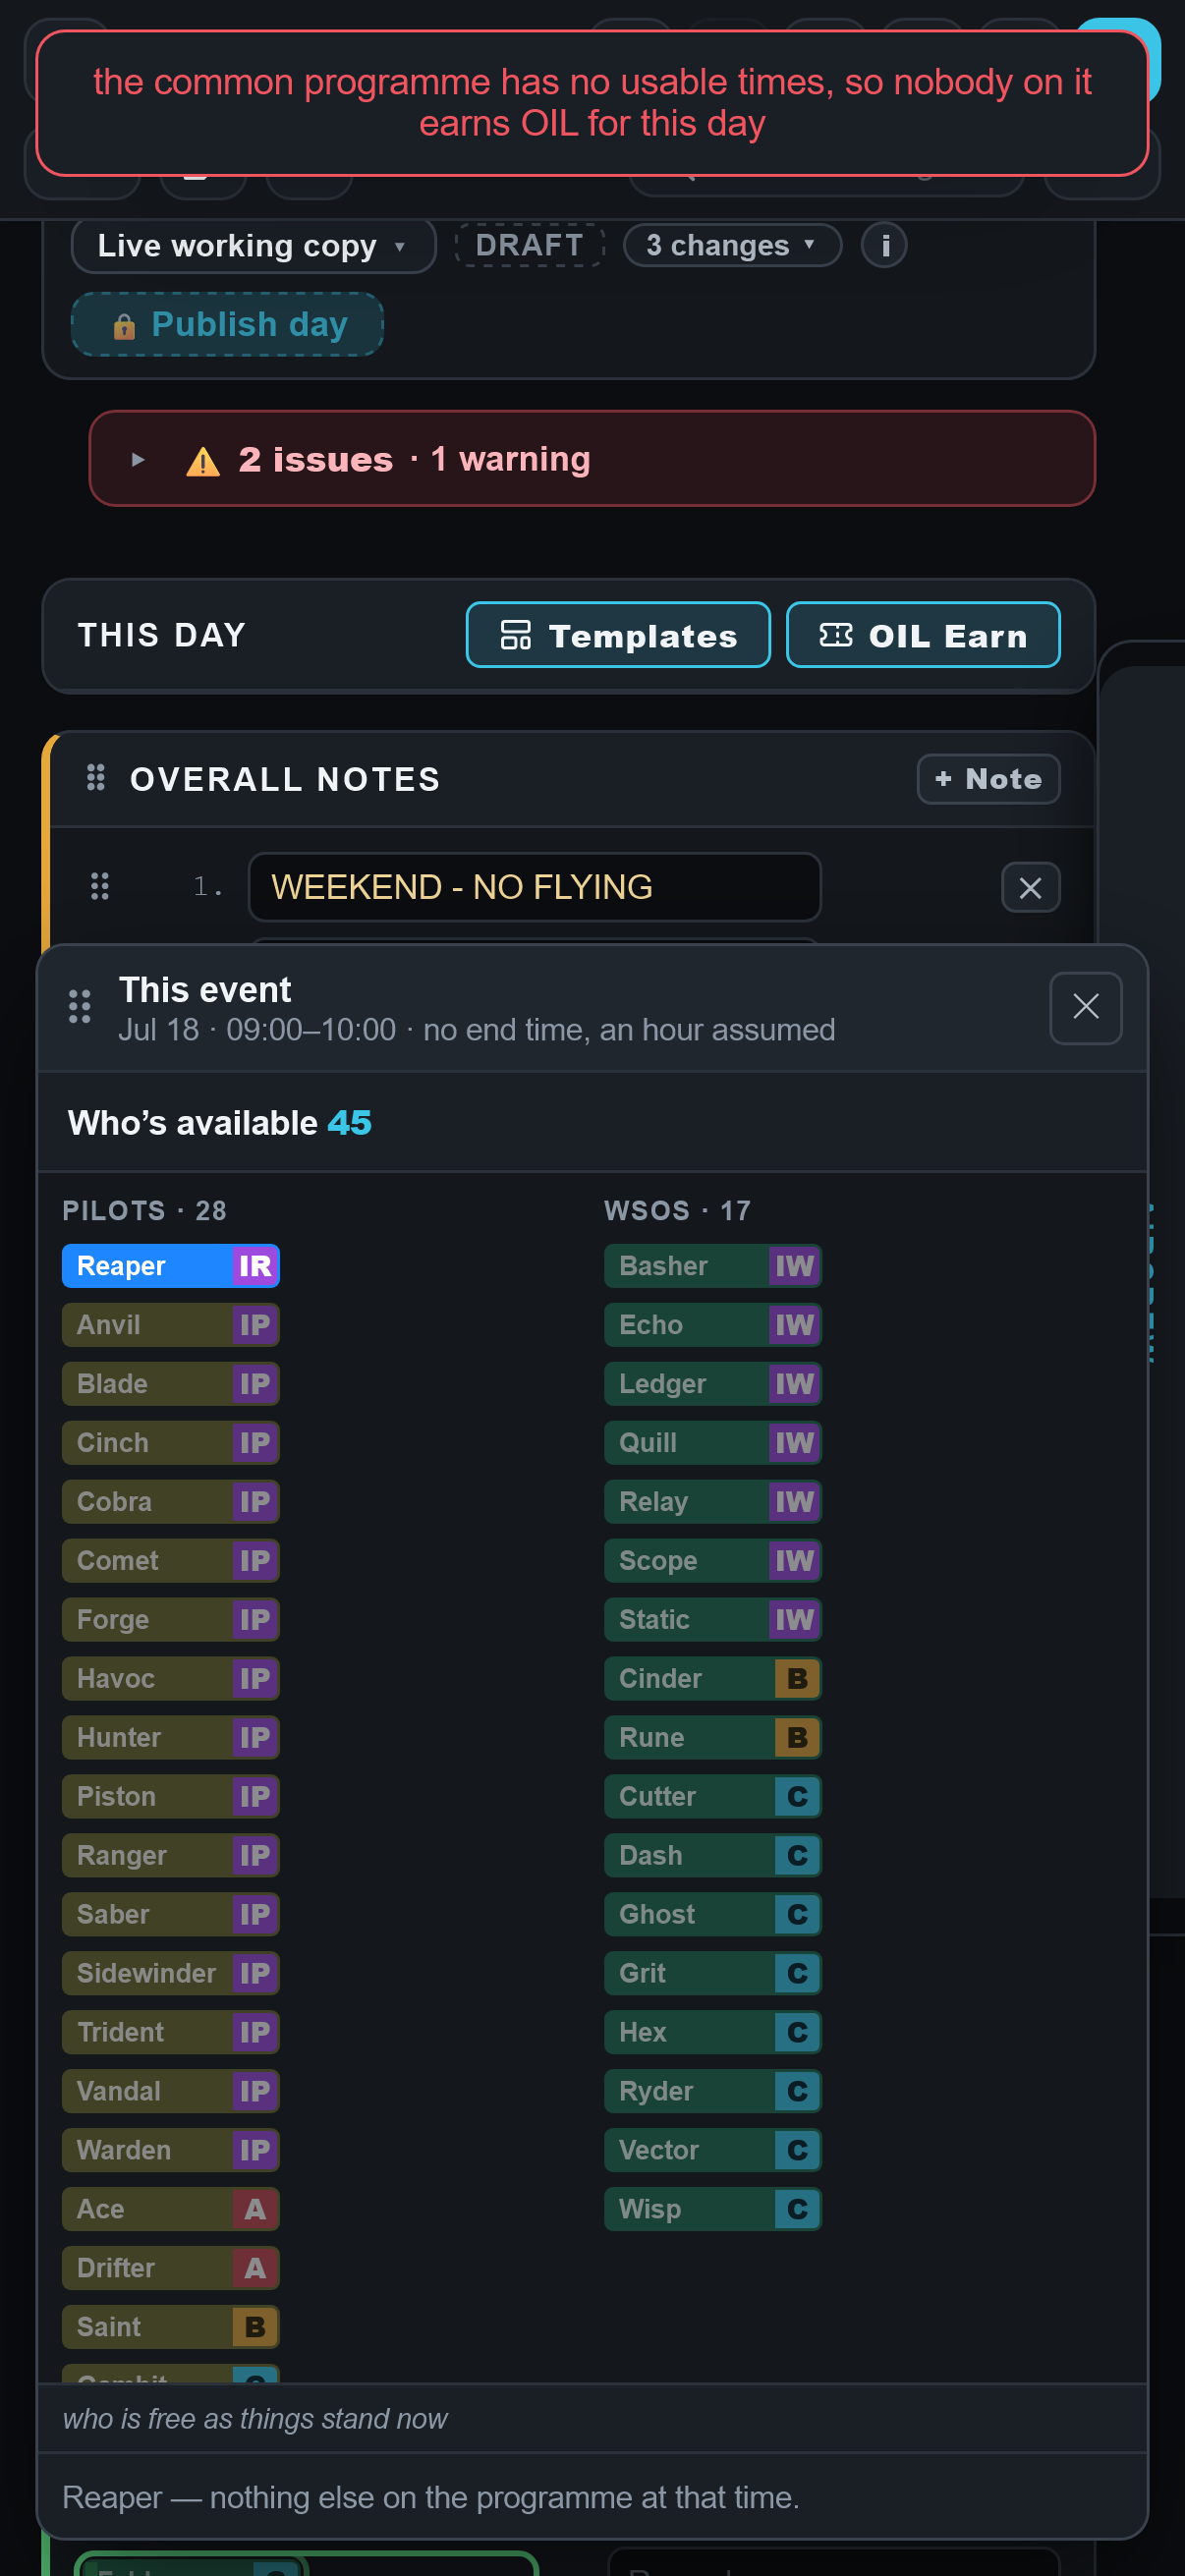 the common programme has no usable times, so nobody on it
earns OIL for this day
Live working copy ▾ DRAFT 3 changes ▾ i
🔒 Publish day
▸ ⚠️ 2 issues · 1 warning
THIS DAY Templates OIL Earn
OVERALL NOTES + Note
1. WEEKEND - NO FLYING
This event
Jul 18 · 09:00–10:00 · no end time, an hour assumed
Who’s available 45
PILOTS · 28
Reaper IR
Anvil IP
Blade IP
Cinch IP
Cobra IP
Comet IP
Forge IP
Havoc IP
Hunter IP
Piston IP
Ranger IP
Saber IP
Sidewinder IP
Trident IP
Vandal IP
Warden IP
Ace A
Drifter A
Saint B
WSOS · 17
Basher IW
Echo IW
Ledger IW
Quill IW
Relay IW
Scope IW
Static IW
Cinder B
Rune B
Cutter C
Dash C
Ghost C
Grit C
Hex C
Ryder C
Vector C
Wisp C
who is free as things stand now
Reaper — nothing else on the programme at that time.